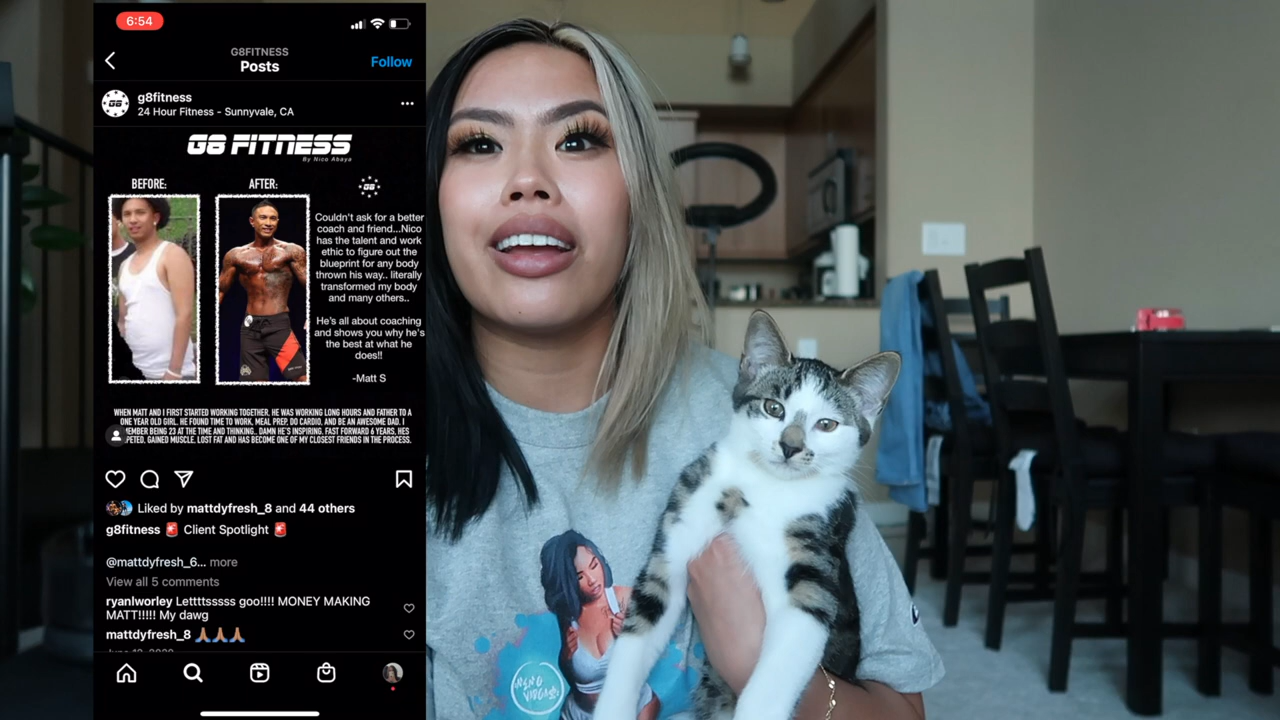 6:54
G8FITNESS
Posts
Follow
g8fitness
24 Hour Fitness - Sunnyvale, CA
G8 FITNESS
By Nico Abaya
BEFORE:
AFTER:
G8
Couldn't ask for a better
coach and friend...Nico
has the talent and work
ethic to figure out the
blueprint for any body
thrown his way.. literally
transformed my body
and many others..
He's all about coaching
and shows you why he's
the best at what he
does!!
-Matt S
WHEN MATT AND I FIRST STARTED WORKING TOGETHER, HE WAS WORKING LONG HOURS AND FATHER TO A
ONE YEAR OLD GIRL. HE FOUND TIME TO WORK, MEAL PREP, DO CARDIO, AND BE AN AWESOME DAD. I
EMBER BEING 23 AT THE TIME AND THINKING.. DAMN HE'S INSPIRING. FAST FORWARD 6 YEARS, HES
PETED, GAINED MUSCLE, LOST FAT AND HAS BECOME ONE OF MY CLOSEST FRIENDS IN THE PROCESS.
Liked by mattdyfresh_8 and 44 others
g8fitness 🚨 Client Spotlight 🚨
@mattdyfresh_6... more
View all 5 comments
ryanlworley Lettttsssss goo!!!! MONEY MAKING
MATT!!!!! My dawg
mattdyfresh_8 🙏🏽🙏🏽🙏🏽